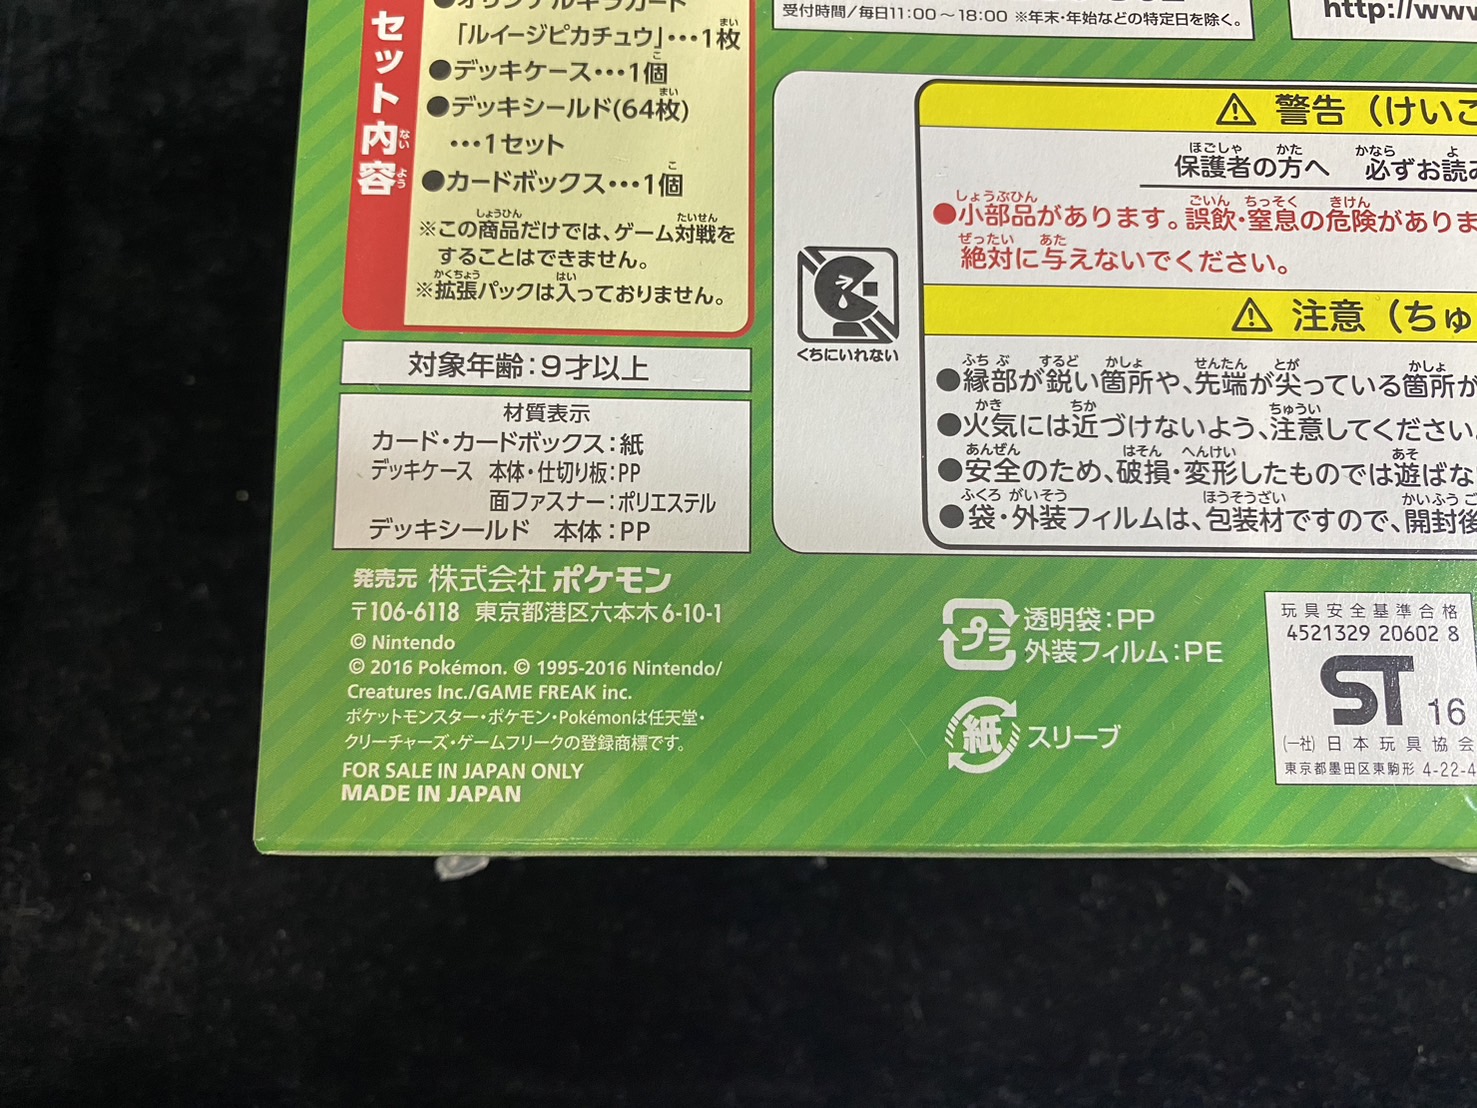 セット内容
「ルイージピカチュウ」…1枚
●デッキケース…1個
●デッキシールド(64枚)
…1セット
●カードボックス…1個
※この商品だけでは、ゲーム対戦を
することはできません。
※拡張パックは入っておりません。
対象年齢:9才以上
材質表示
カード・カードボックス:紙
デッキケース 本体・仕切り板:PP
面ファスナー:ポリエステル
デッキシールド 本体:PP
発売元 株式会社ポケモン
〒106-6118 東京都港区六本木6-10-1
© Nintendo
© 2016 Pokémon. © 1995-2016 Nintendo/
Creatures Inc./GAME FREAK inc.
ポケットモンスター・ポケモン・Pokémonは任天堂・
クリーチャーズ・ゲームフリークの登録商標です。
FOR SALE IN JAPAN ONLY
MADE IN JAPAN
受付時間/毎日11:00～18:00 ※年末・年始などの特定日を除く。
http://www
⚠ 警告(けいこ
保護者の方へ 必ずお読み
●小部品があります。誤飲・窒息の危険がありま
絶対に与えないでください。
くちにいれない
⚠ 注意(ちゅ
●縁部が鋭い箇所や、先端が尖っている箇所が
●火気には近づけないよう、注意してください。
●安全のため、破損・変形したものでは遊ばな
●袋・外装フィルムは、包装材ですので、開封後
プラ
透明袋:PP
外装フィルム:PE
紙
スリーブ
玩具安全基準合格
4521329 20602 8
ST 16
(一社)日本玩具協会
東京都墨田区東駒形 4-22-4